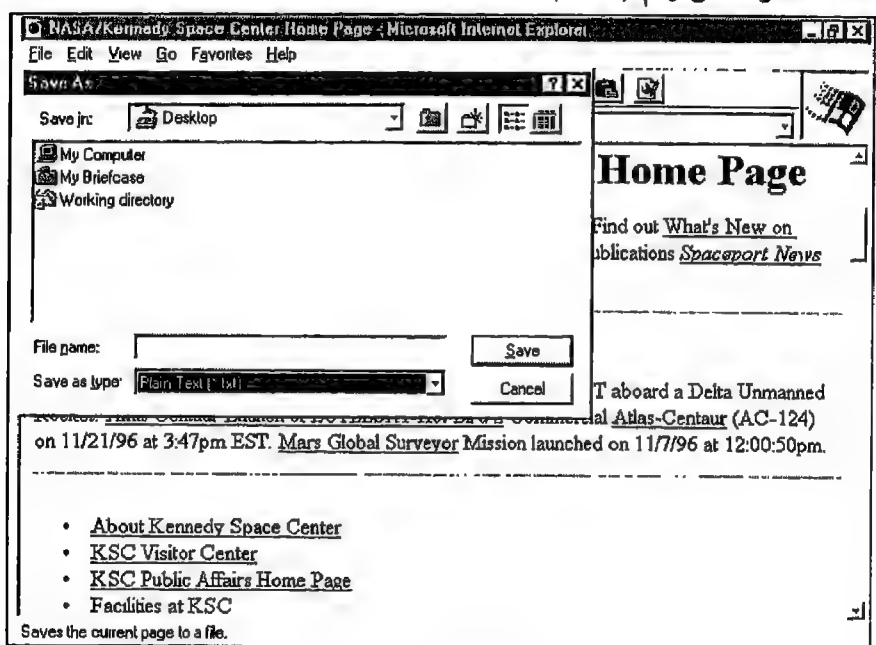 NASA/Kennedy Space Center Home Page - Microsoft Internet Explorer
File Edit View Go Favorites Help
Save As
Save in: Desktop
My Computer
My Briefcase
Working directory
File name:
Save
Save as type: Plain Text (*.txt)
Cancel
Home Page
Find out What's New on
blications Spaceport News
T aboard a Delta Unmanned
al Atlas-Centaur (AC-124)
on 11/21/96 at 3:47pm EST. Mars Global Surveyor Mission launched on 11/7/96 at 12:00:50pm.
• About Kennedy Space Center
• KSC Visitor Center
• KSC Public Affairs Home Page
• Facilities at KSC
Saves the current page to a file.